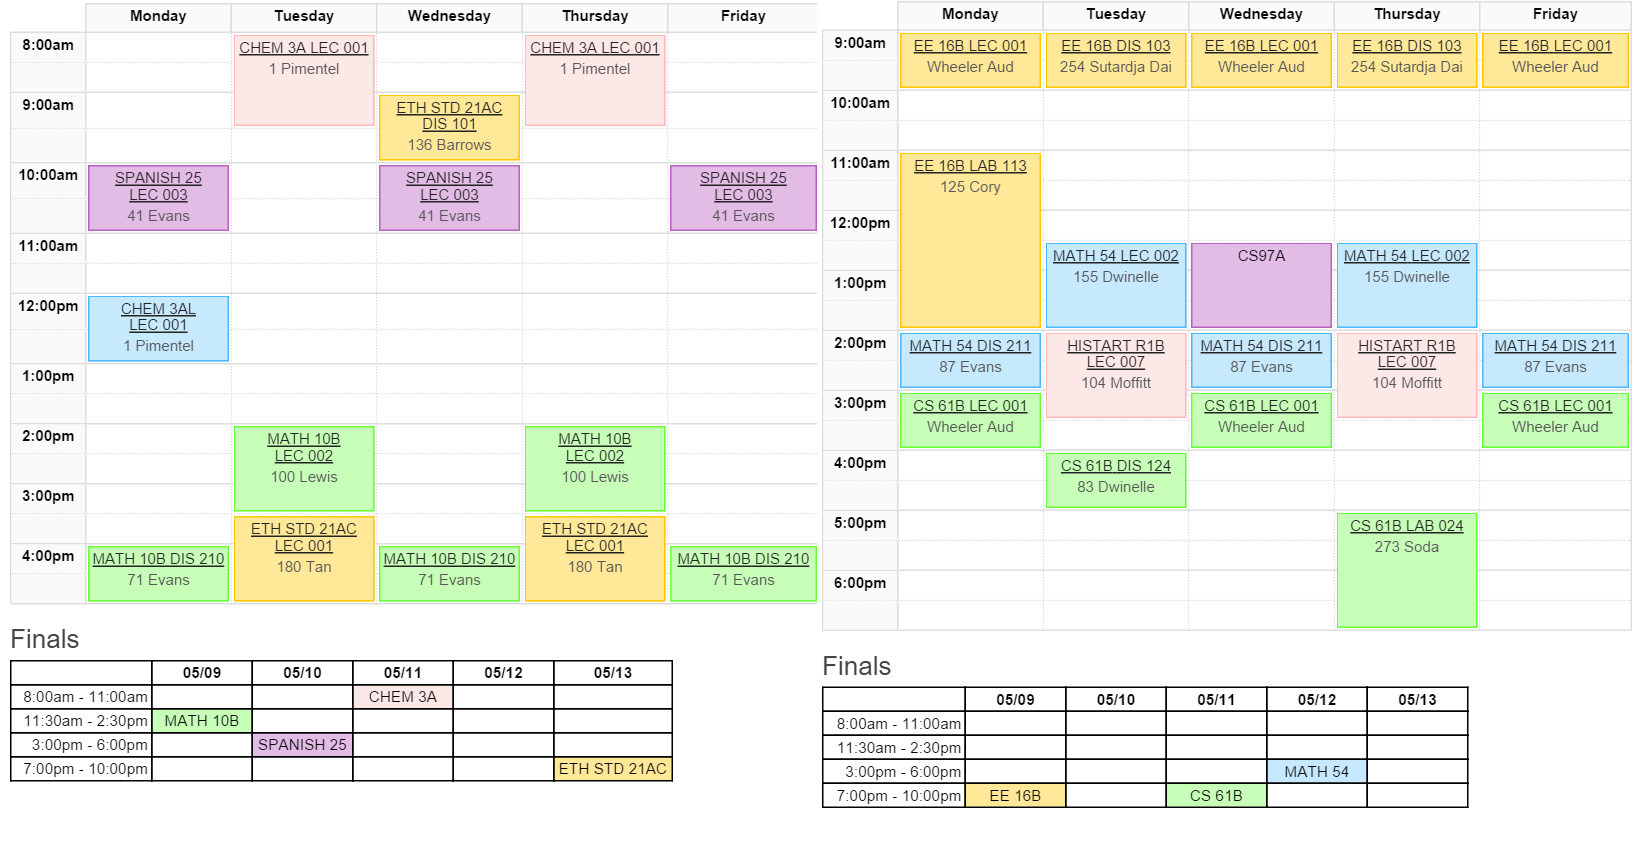 Monday Tuesday Wednesday Thursday Friday
8:00am
CHEM 3A LEC 001
1 Pimentel
CHEM 3A LEC 001
1 Pimentel
9:00am
ETH STD 21AC
DIS 101
136 Barrows
10:00am
SPANISH 25
LEC 003
41 Evans
SPANISH 25
LEC 003
41 Evans
SPANISH 25
LEC 003
41 Evans
11:00am
12:00pm
CHEM 3AL
LEC 001
1 Pimentel
1:00pm
2:00pm
MATH 10B
LEC 002
100 Lewis
MATH 10B
LEC 002
100 Lewis
3:00pm
ETH STD 21AC
LEC 001
180 Tan
ETH STD 21AC
LEC 001
180 Tan
4:00pm
MATH 10B DIS 210
71 Evans
MATH 10B DIS 210
71 Evans
MATH 10B DIS 210
71 Evans
Finals
05/09 05/10 05/11 05/12 05/13
8:00am - 11:00am CHEM 3A
11:30am - 2:30pm MATH 10B
3:00pm - 6:00pm SPANISH 25
7:00pm - 10:00pm ETH STD 21AC
Monday Tuesday Wednesday Thursday Friday
9:00am
EE 16B LEC 001
Wheeler Aud
EE 16B DIS 103
254 Sutardja Dai
EE 16B LEC 001
Wheeler Aud
EE 16B DIS 103
254 Sutardja Dai
EE 16B LEC 001
Wheeler Aud
10:00am
11:00am
EE 16B LAB 113
125 Cory
12:00pm
MATH 54 LEC 002
155 Dwinelle
CS97A
MATH 54 LEC 002
155 Dwinelle
1:00pm
2:00pm
MATH 54 DIS 211
87 Evans
HISTART R1B
LEC 007
104 Moffitt
MATH 54 DIS 211
87 Evans
HISTART R1B
LEC 007
104 Moffitt
MATH 54 DIS 211
87 Evans
3:00pm
CS 61B LEC 001
Wheeler Aud
CS 61B LEC 001
Wheeler Aud
CS 61B LEC 001
Wheeler Aud
4:00pm
CS 61B DIS 124
83 Dwinelle
5:00pm
CS 61B LAB 024
273 Soda
6:00pm
Finals
05/09 05/10 05/11 05/12 05/13
8:00am - 11:00am
11:30am - 2:30pm
3:00pm - 6:00pm MATH 54
7:00pm - 10:00pm EE 16B CS 61B